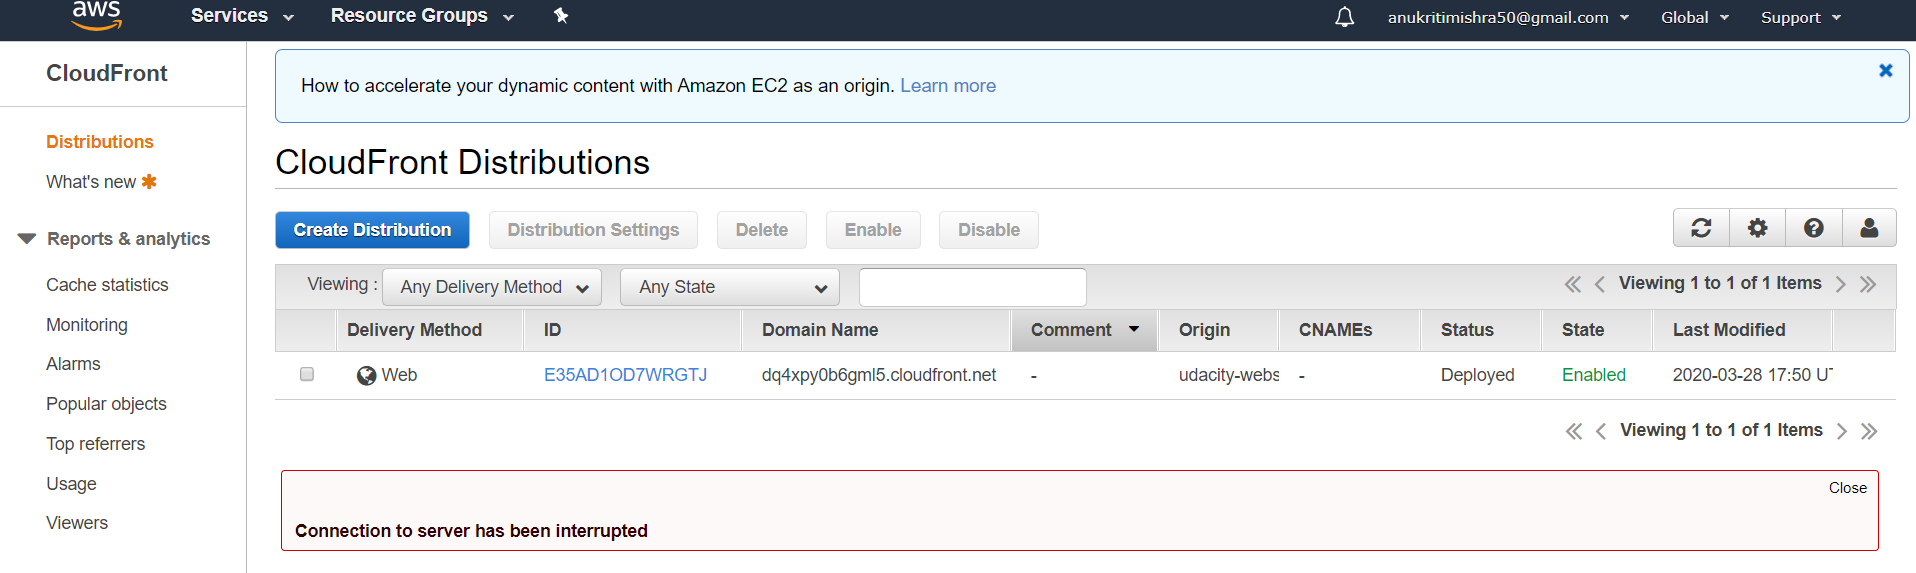 aws Services Resource Groups anukritimishra50@gmail.com Global Support
CloudFront
Distributions
What's new
Reports & analytics
Cache statistics
Monitoring
Alarms
Popular objects
Top referrers
Usage
Viewers
How to accelerate your dynamic content with Amazon EC2 as an origin. Learn more
CloudFront Distributions
Create Distribution Distribution Settings Delete Enable Disable
Viewing : Any Delivery Method Any State Viewing 1 to 1 of 1 Items
Delivery Method ID Domain Name Comment Origin CNAMEs Status State Last Modified
Web E35AD1OD7WRGTJ dq4xpy0b6gml5.cloudfront.net - udacity-webs - Deployed Enabled 2020-03-28 17:50 UT
Viewing 1 to 1 of 1 Items
Close
Connection to server has been interrupted